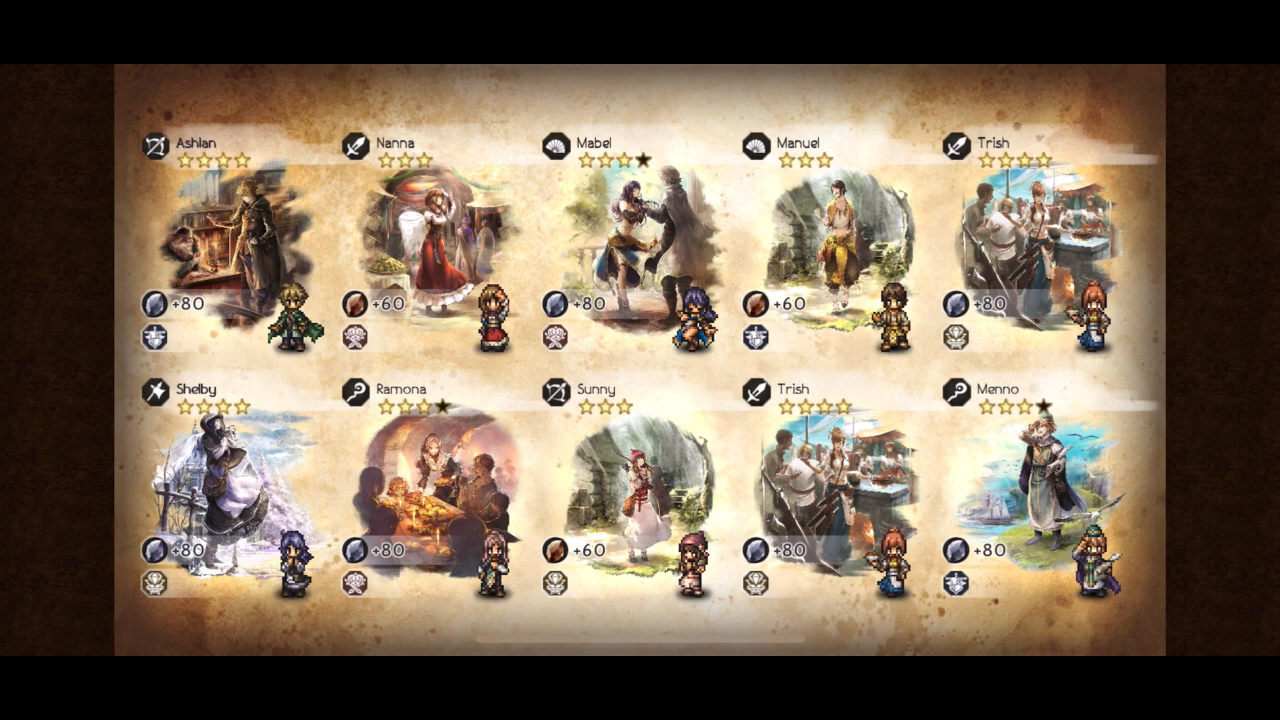 Ashlan
Nanna
Mabel
Manuel
Trish
+80
+60
+80
+60
+80
Shelby
Ramona
Sunny
Trish
Menno
+80
+80
+60
+80
+80